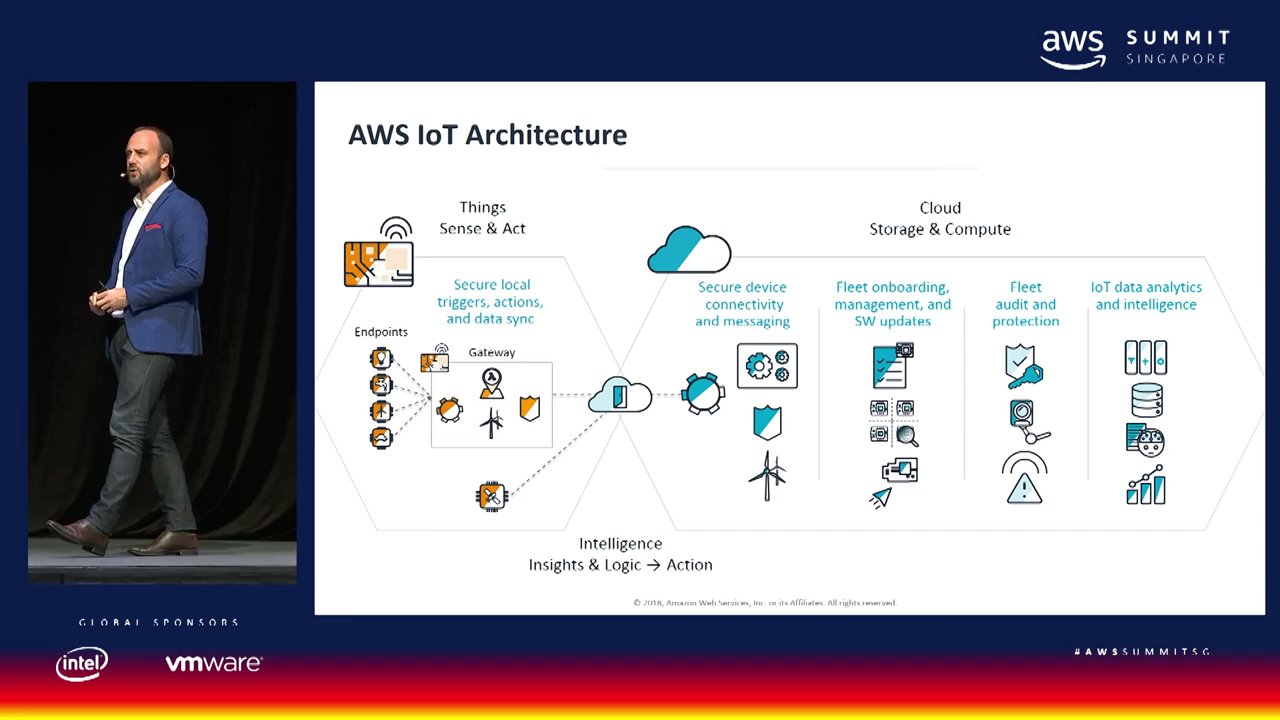 aws SUMMIT
SINGAPORE
AWS IoT Architecture
Things
Sense & Act
Cloud
Storage & Compute
Secure local
triggers, actions,
and data sync
Endpoints
Gateway
Secure device
connectivity
and messaging
Fleet onboarding,
management, and
SW updates
Fleet
audit and
protection
IoT data analytics
and intelligence
Intelligence
Insights & Logic → Action
© 2018, Amazon Web Services, Inc. or its Affiliates. All rights reserved.
GLOBAL SPONSORS
intel
vmware
#AWSSUMMITSG